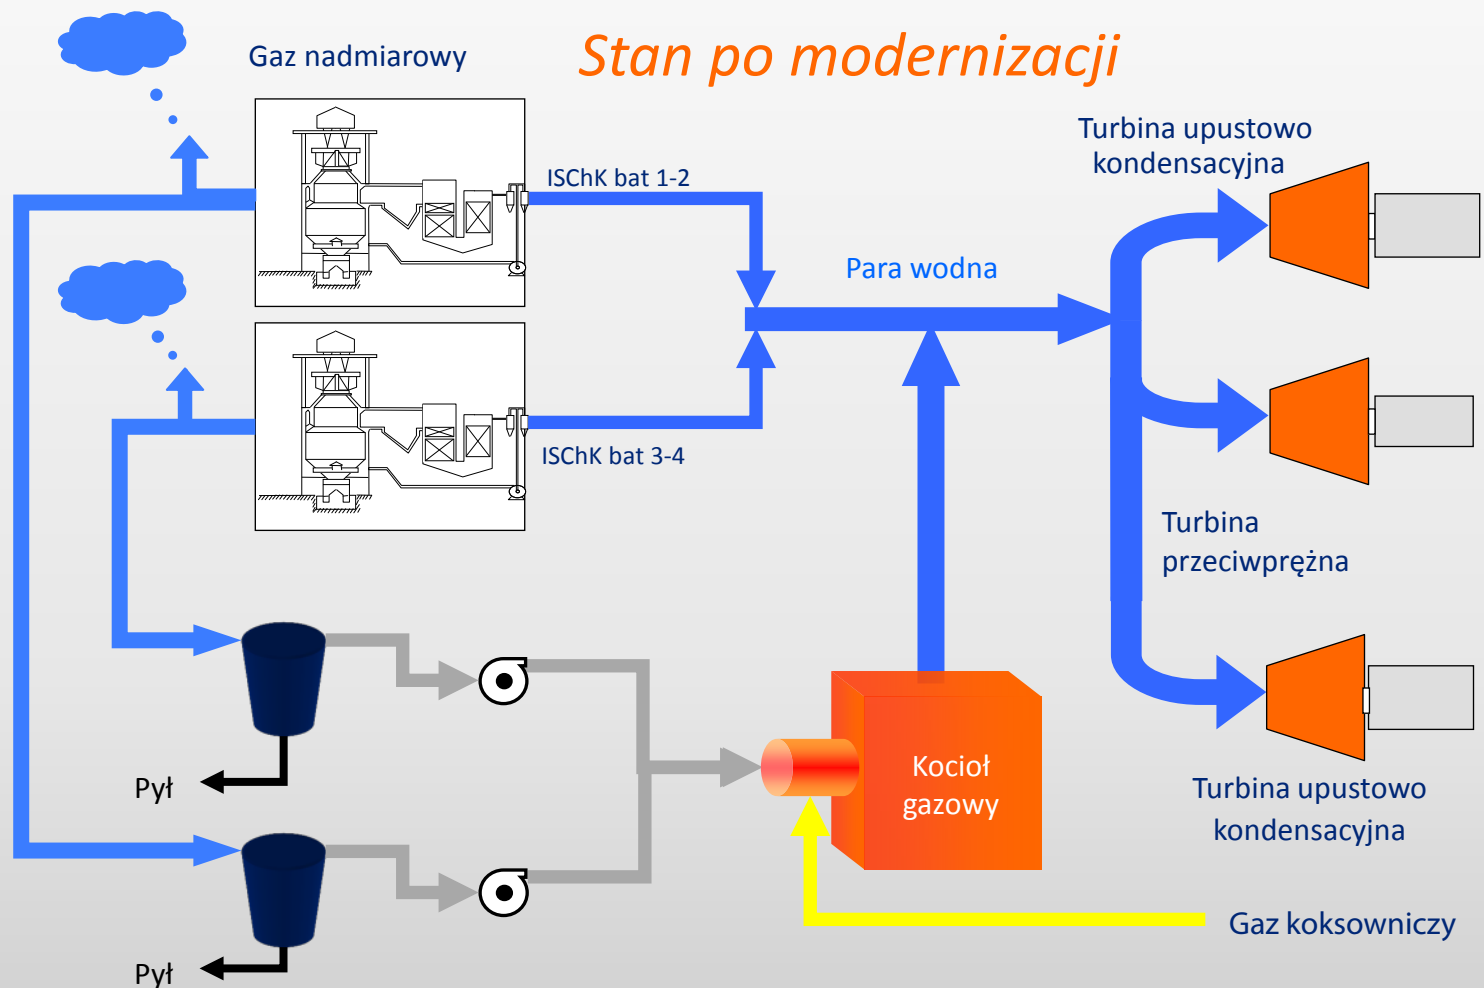 Stan po modernizacji
Gaz nadmiarowy
Turbina upustowo
kondensacyjna
ISChK bat 1-2
Para wodna
ISChK bat 3-4
Turbina
przeciwprężna
Kocioł
gazowy
Pył
Turbina upustowo
kondensacyjna
Gaz koksowniczy
Pył